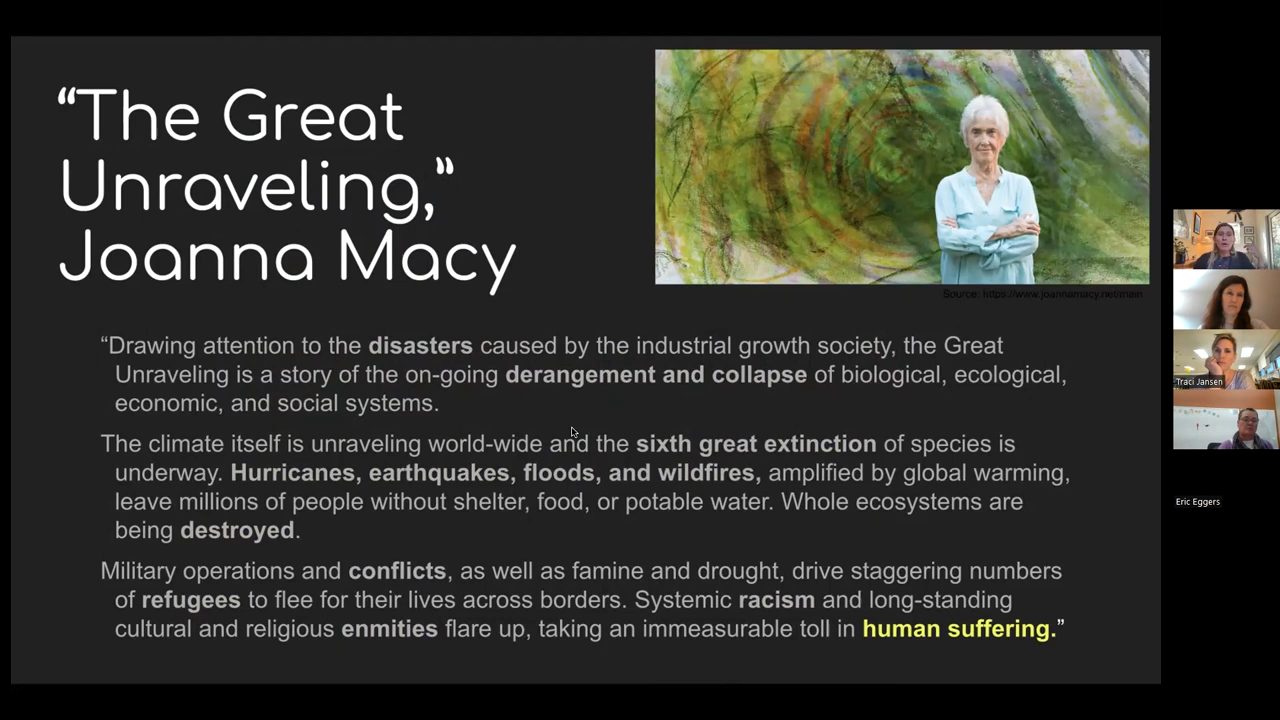 “The Great
Unraveling,”
Joanna Macy
Source: https://www.joannamacy.net/main
“Drawing attention to the disasters caused by the industrial growth society, the Great
Unraveling is a story of the on-going derangement and collapse of biological, ecological,
economic, and social systems.
The climate itself is unraveling world-wide and the sixth great extinction of species is
underway. Hurricanes, earthquakes, floods, and wildfires, amplified by global warming,
leave millions of people without shelter, food, or potable water. Whole ecosystems are
being destroyed.
Military operations and conflicts, as well as famine and drought, drive staggering numbers
of refugees to flee for their lives across borders. Systemic racism and long-standing
cultural and religious enmities flare up, taking an immeasurable toll in human suffering.”
Traci Jansen
Eric Eggers